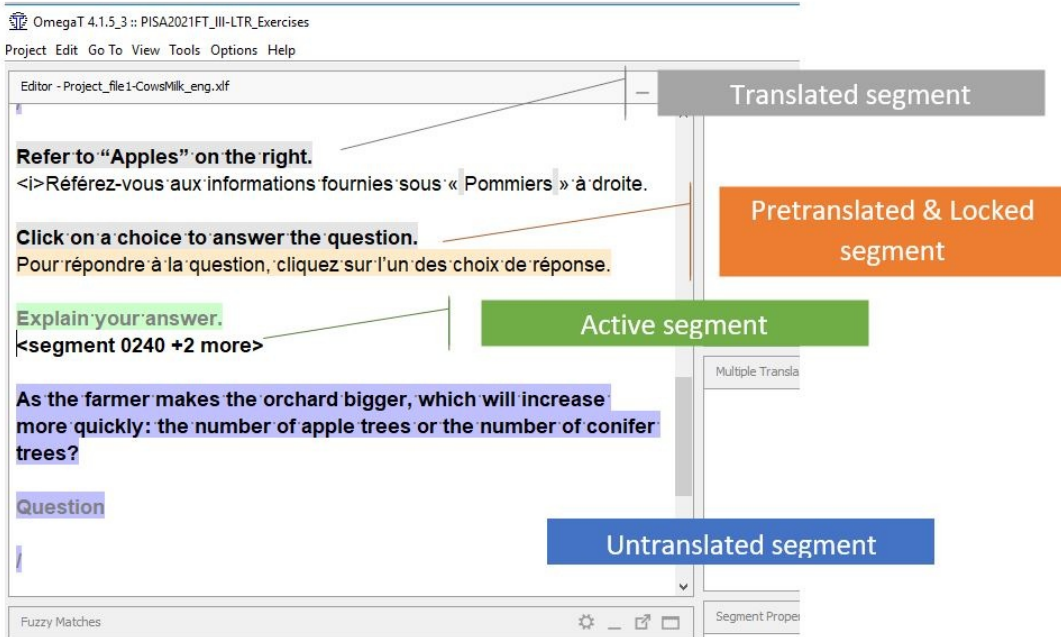 OmegaT 4.1.5_3 :: PISA2021FT_III-LTR_Exercises
Project Edit Go To View Tools Options Help
Editor - Project_file1-CowsMilk_eng.xlf
/
Translated segment
Refer to “Apples” on the right.
<i>Référez-vous aux informations fournies sous « Pommiers » à droite.
Pretranslated & Locked
segment
Click on a choice to answer the question.
Pour répondre à la question, cliquez sur l’un des choix de réponse.
Explain your answer.
<segment 0240 +2 more>
Active segment
Multiple Transla
As the farmer makes the orchard bigger, which will increase
more quickly: the number of apple trees or the number of conifer
trees?
Question
Untranslated segment
/
Fuzzy Matches
Segment Proper